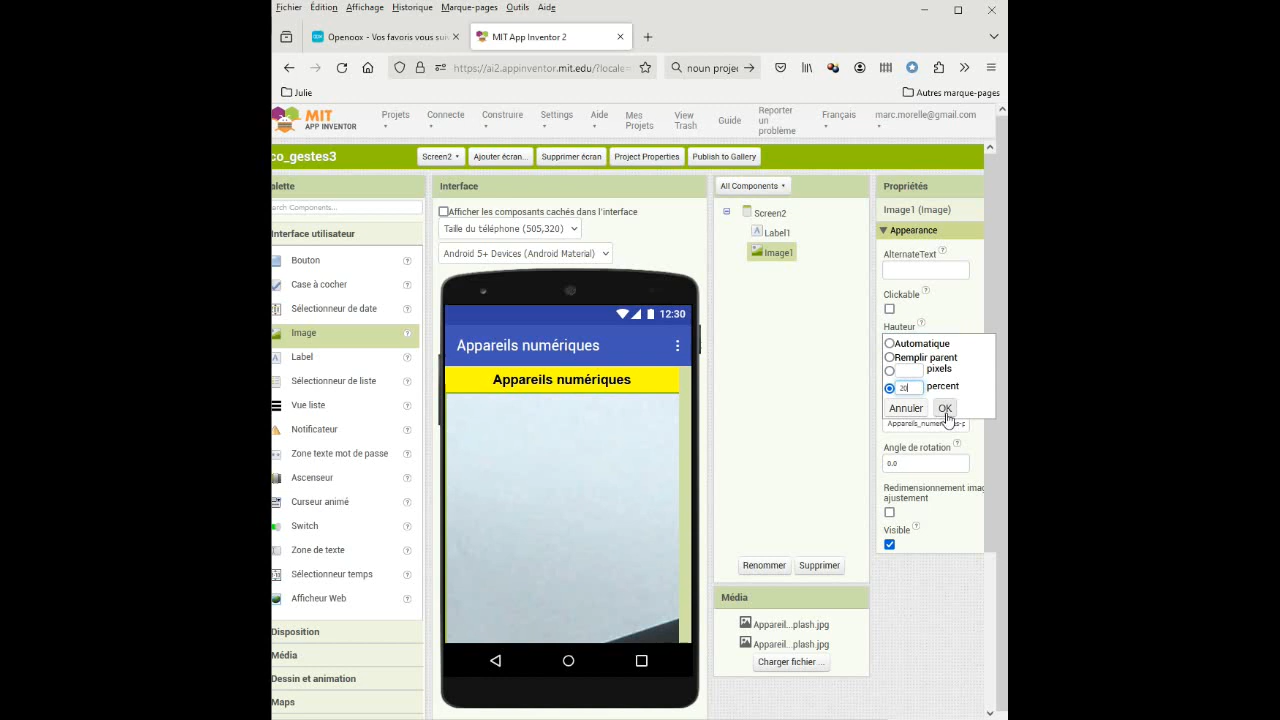 Fichier Édition Affichage Historique Marque-pages Outils Aide
Openoox - Vos favoris vous sui
MIT App Inventor 2
https://ai2.appinventor.mit.edu/?locale=
noun projec
Julie
Autres marque-pages
MIT
APP INVENTOR
Projets
Connecte
Construire
Settings
Aide
Mes Projets
View Trash
Guide
Reporter un problème
Français
marc.morelle@gmail.com
co_gestes3
Screen2
Ajouter écran...
Supprimer écran
Project Properties
Publish to Gallery
alette
Interface
All Components
Propriétés
arch Components...
Afficher les composants cachés dans l'interface
Screen2
Image1 (Image)
Interface utilisateur
Taille du téléphone (505,320)
Label1
Appearance
Bouton
Android 5+ Devices (Android Material)
Image1
AlternateText
Case à cocher
Clickable
Sélectionneur de date
12:30
Hauteur
Image
Appareils numériques
Automatique
Label
Remplir parent
pixels
Sélectionneur de liste
Appareils numériques
20
percent
Vue liste
Annuler
OK
Notificateur
Zone texte mot de passe
Angle de rotation
0.0
Ascenseur
Curseur animé
Redimensionnement imag
ajustement
Switch
Visible
Zone de texte
Sélectionneur temps
Renommer
Supprimer
Afficheur Web
Média
Disposition
Appareil...plash.jpg
Média
Appareil...plash.jpg
Charger fichier ...
Dessin et animation
Maps